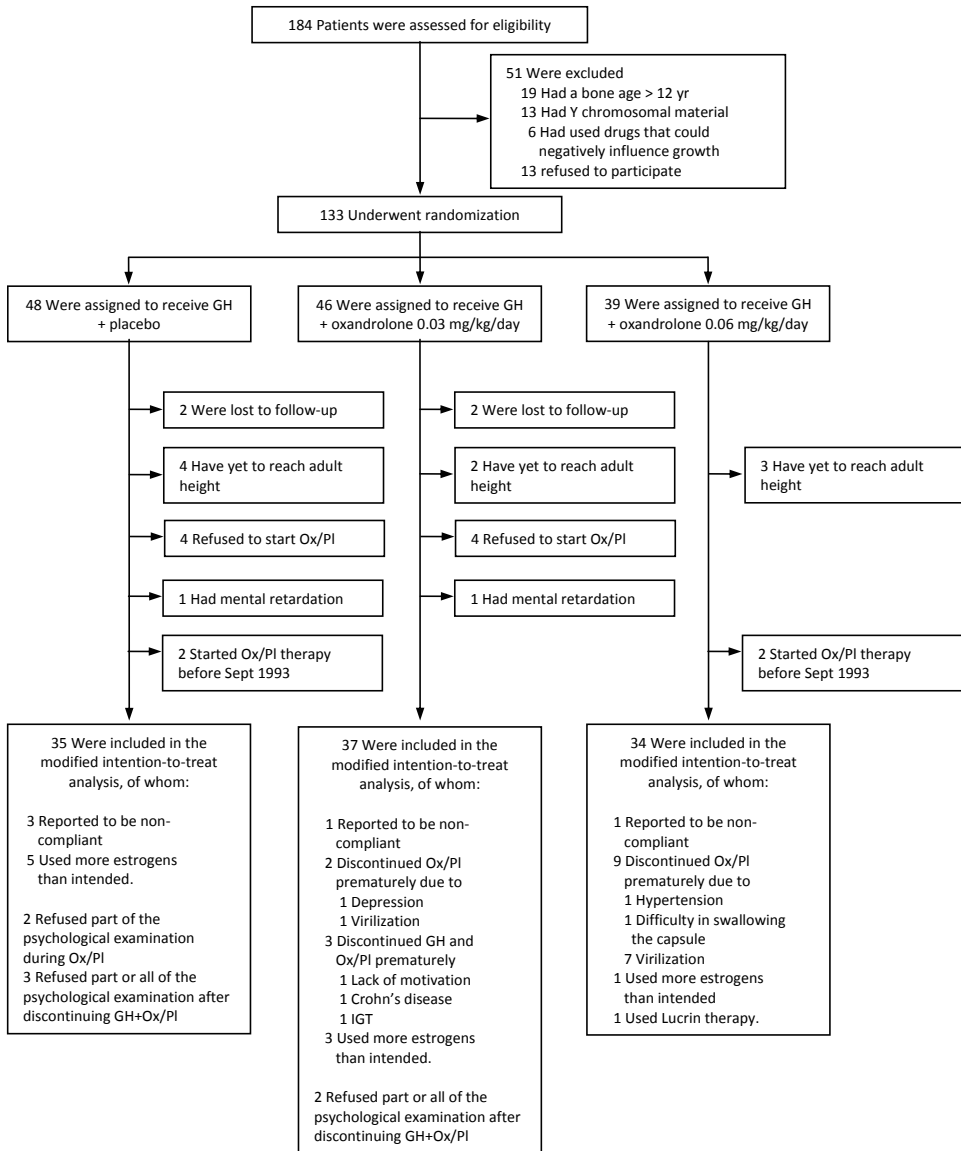 184 Patients were assessed for eligibility
51 Were excluded
19 Had a bone age > 12 yr
13 Had Y chromosomal material
6 Had used drugs that could
negatively influence growth
13 refused to participate
133 Underwent randomization
48 Were assigned to receive GH
+ placebo
46 Were assigned to receive GH
+ oxandrolone 0.03 mg/kg/day
39 Were assigned to receive GH
+ oxandrolone 0.06 mg/kg/day
2 Were lost to follow-up
2 Were lost to follow-up
4 Have yet to reach adult
height
2 Have yet to reach adult
height
3 Have yet to reach adult
height
4 Refused to start Ox/Pl
4 Refused to start Ox/Pl
1 Had mental retardation
1 Had mental retardation
2 Started Ox/Pl therapy
before Sept 1993
2 Started Ox/Pl therapy
before Sept 1993
35 Were included in the
modified intention-to-treat
analysis, of whom:
3 Reported to be non-
compliant
5 Used more estrogens
than intended.
2 Refused part of the
psychological examination
during Ox/Pl
3 Refused part or all of the
psychological examination after
discontinuing GH+Ox/Pl
37 Were included in the
modified intention-to-treat
analysis, of whom:
1 Reported to be non-
compliant
2 Discontinued Ox/Pl
prematurely due to
1 Depression
1 Virilization
3 Discontinued GH and
Ox/Pl prematurely
1 Lack of motivation
1 Crohn's disease
1 IGT
3 Used more estrogens
than intended.
2 Refused part or all of the
psychological examination after
discontinuing GH+Ox/Pl
34 Were included in the
modified intention-to-treat
analysis, of whom:
1 Reported to be non-
compliant
9 Discontinued Ox/Pl
prematurely due to
1 Hypertension
1 Difficulty in swallowing
the capsule
7 Virilization
1 Used more estrogens
than intended
1 Used Lucrin therapy.